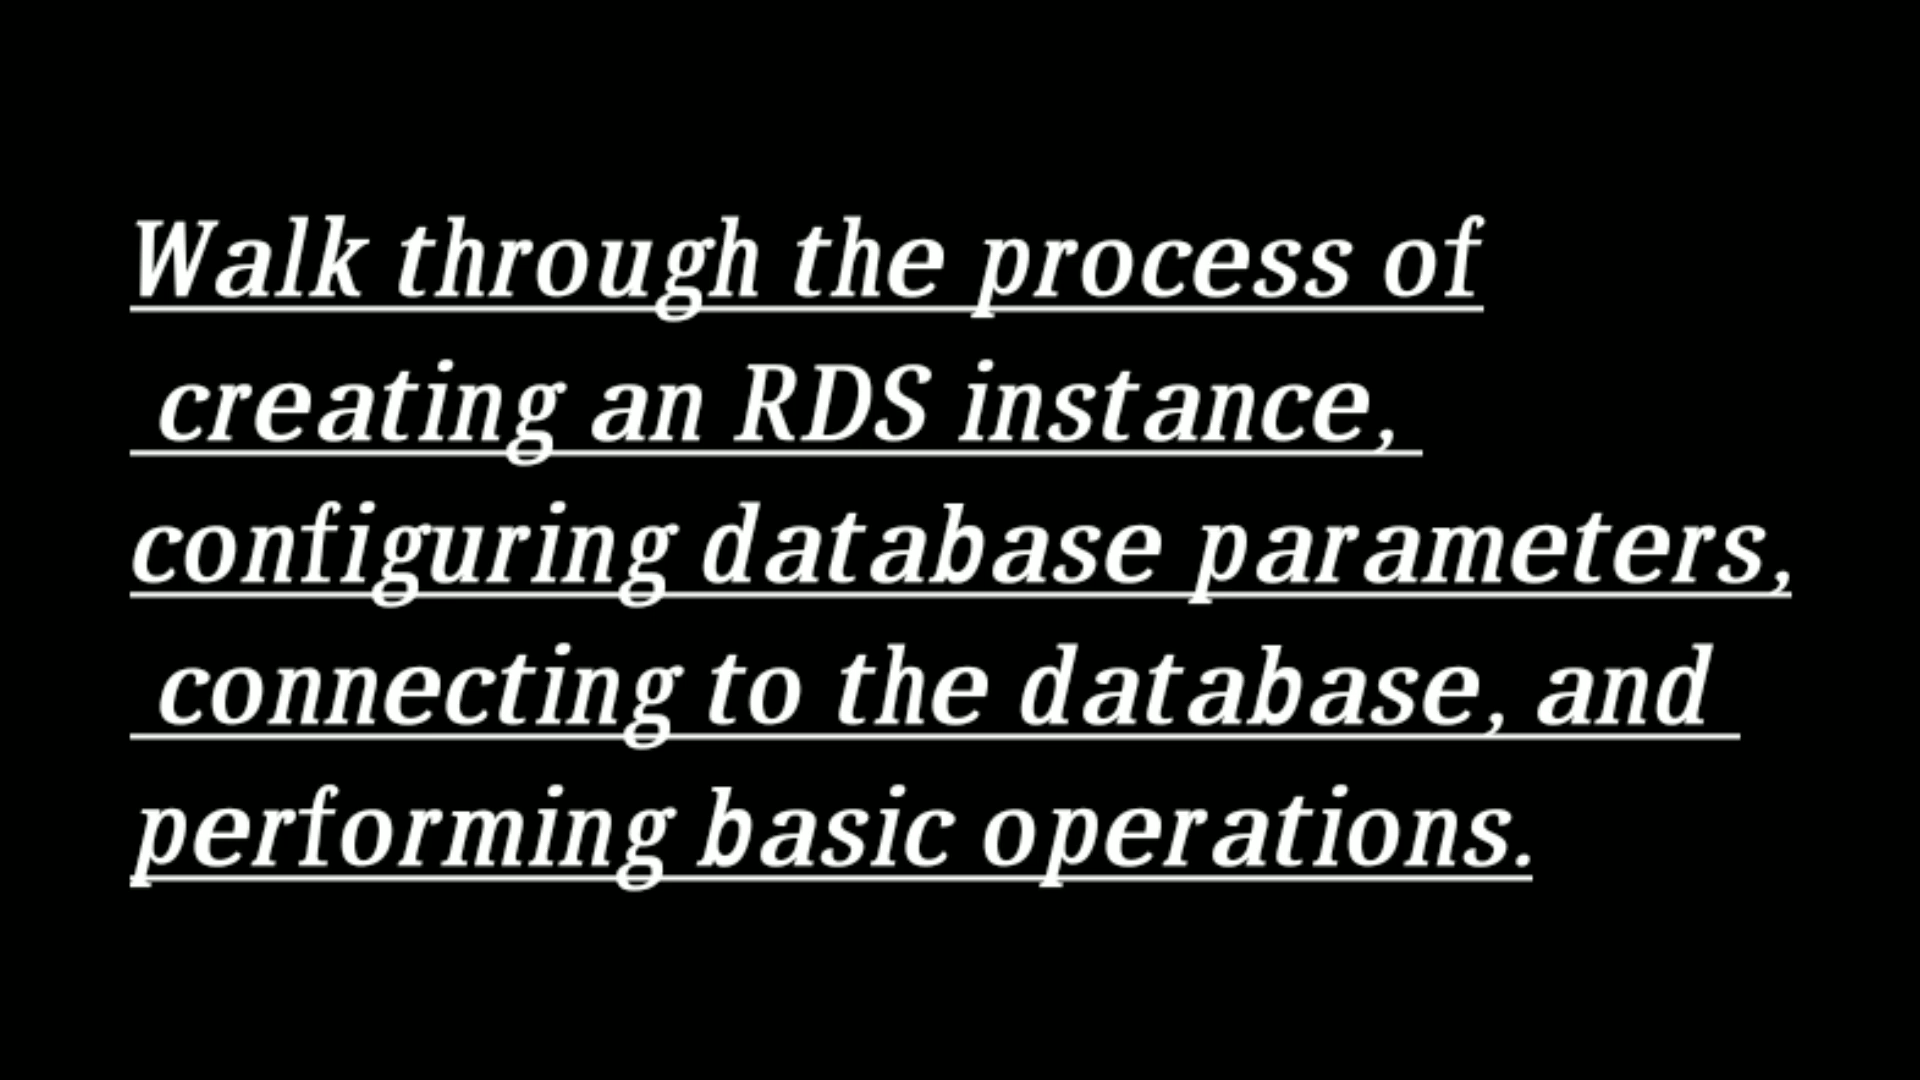 Walk through the process of
creating an RDS instance,
configuring database parameters,
connecting to the database, and
performing basic operations.